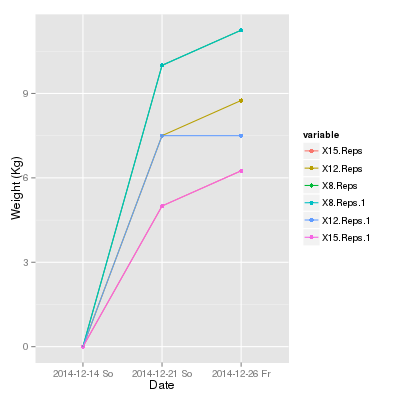 Weight (Kg)
9
6
3
0
2014-12-14 So
2014-12-21 So
2014-12-26 Fr
Date
variable
X15.Reps
X12.Reps
X8.Reps
X8.Reps.1
X12.Reps.1
X15.Reps.1